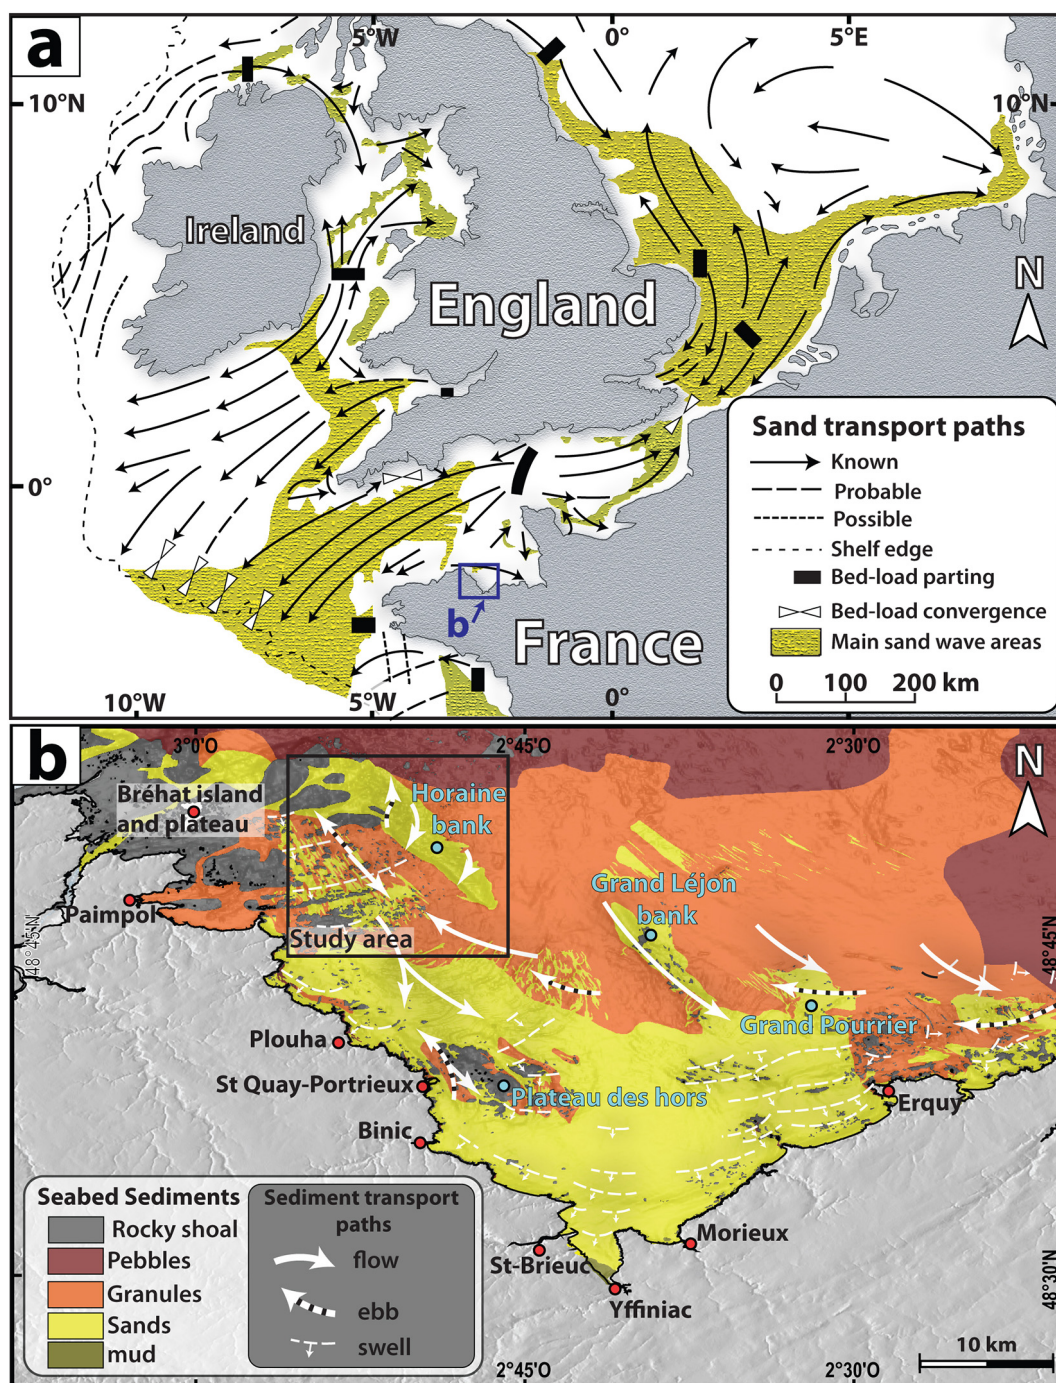 a
5°W
0°
5°E
10°N
10°N
Ireland
England
N
0°
Sand transport paths
Known
Probable
Possible
Shelf edge
Bed-load parting
Bed-load convergence
Main sand wave areas
0 100 200 km
b
France
10°W
5°W
0°
b
3°0'O
2°45'O
2°30'O
N
Bréhat island
and plateau
Horaine
bank
Grand Léjon
bank
Paimpol
48°45'N
Study area
48°45'N
Grand Pourrier
Plouha
St Quay-Portrieux
Plateau des hors
Erquy
Binic
Seabed Sediments
Rocky shoal
Pebbles
Granules
Sands
mud
Sediment transport
paths
flow
ebb
swell
Morieux
St-Brieuc
Yffiniac
48°30'N
10 km
2°45'O
2°30'O